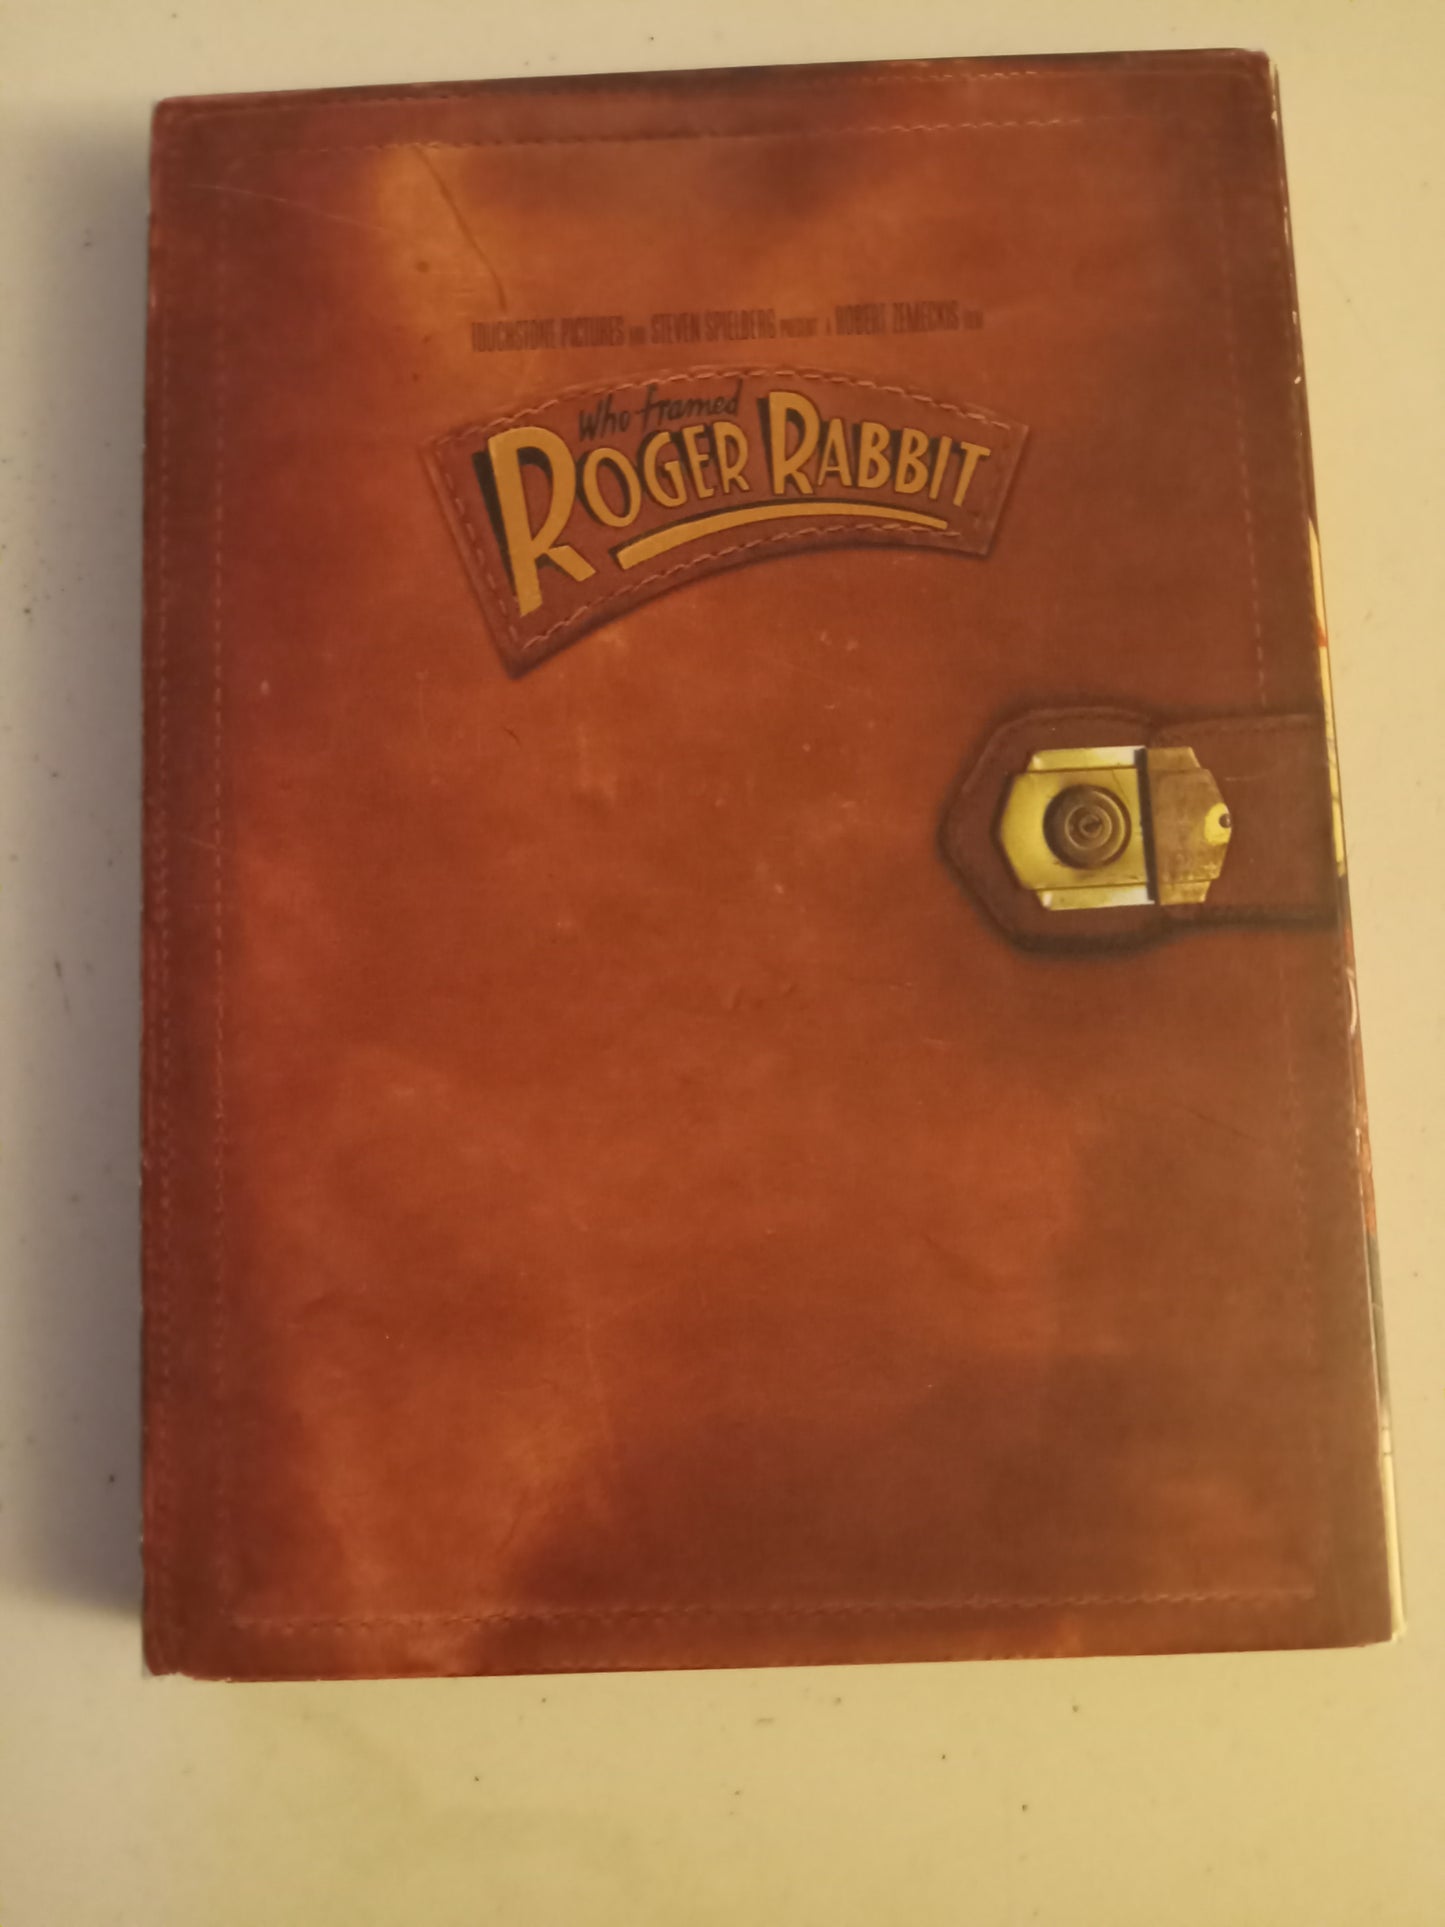 TOUCHSTONE PICTURES AND STEVEN SPIELBERG PRESENT A ROBERT ZEMECKIS FILM
Who framed
ROGER RABBIT